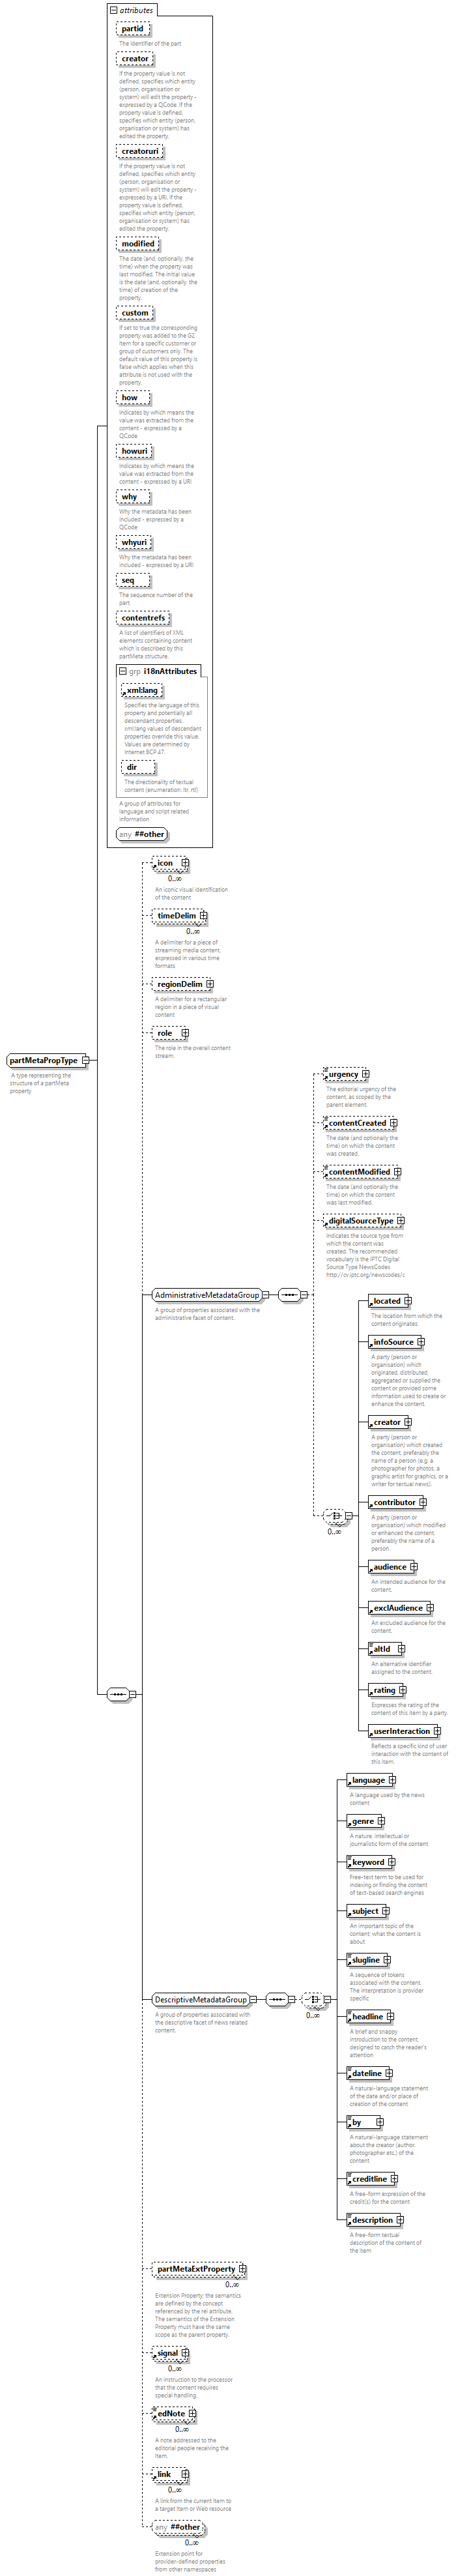 attributes
partid
The identifier of the part
creator
If the property value is not
defined, specifies which entity
(person, organisation or
system) will edit the property -
expressed by a QCode. If the
property value is defined,
specifies which entity (person,
organisation or system) has
edited the property.
creatoruri
If the property value is not
defined, specifies which entity
(person, organisation or
system) will edit the property -
expressed by a URI. If the
property value is defined,
specifies which entity (person,
organisation or system) has
edited the property.
modified
The date (and, optionally, the
time) when the property was
last modified. The initial value
is the date (and, optionally, the
time) of creation of the
property.
custom
If set to true the corresponding
property was added to the G2
Item for a specific customer or
group of customers only. The
default value of this property is
false which applies when this
attribute is not used with the
property.
how
Indicates by which means the
value was extracted from the
content - expressed by a
QCode
howuri
Indicates by which means the
value was extracted from the
content - expressed by a URI
why
Why the metadata has been
included - expressed by a
QCode
whyuri
Why the metadata has been
included - expressed by a URI
seq
The sequence number of the
part
contentrefs
A list of identifiers of XML
elements containing content
which is described by this
partMeta structure.
grp i18nAttributes
xml:lang
Specifies the language of this
property and potentially all
descendant properties.
xml:lang values of descendant
properties override this value.
Values are determined by
Internet BCP 47.
dir
The directionality of textual
content (enumeration: ltr, rtl)
A group of attributes for
language and script related
information
any ##other
partMetaPropType
A type representing the
structure of a partMeta
property
icon
0..∞
An iconic visual identification
of the content
timeDelim
0..∞
A delimiter for a piece of
streaming media content,
expressed in various time
formats
regionDelim
A delimiter for a rectangular
region in a piece of visual
content
role
The role in the overall content
stream.
AdministrativeMetadataGroup
A group of properties associated with the
administrative facet of content.
urgency
The editorial urgency of the
content, as scoped by the
parent element.
contentCreated
The date (and optionally the
time) on which the content
was created.
contentModified
The date (and optionally the
time) on which the content
was last modified.
digitalSourceType
Indicates the source type from
which the content was
created. The recommended
vocabulary is the IPTC Digital
Source Type NewsCodes
http://cv.iptc.org/newscodes/c
0..∞
located
The location from which the
content originates.
infoSource
A party (person or
organisation) which
originated, distributed,
aggregated or supplied the
content or provided some
information used to create or
enhance the content.
creator
A party (person or
organisation) which created
the content, preferably the
name of a person (e.g. a
photographer for photos, a
graphic artist for graphics, or a
writer for textual news).
contributor
A party (person or
organisation) which modified
or enhanced the content,
preferably the name of a
person.
audience
An intended audience for the
content.
exclAudience
An excluded audience for the
content.
altId
An alternative identifier
assigned to the content.
rating
Expresses the rating of the
content of this item by a party.
userInteraction
Reflects a specific kind of user
interaction with the content of
this item.
DescriptiveMetadataGroup
A group of properties associated with
the descriptive facet of news related
content.
0..∞
language
A language used by the news
content
genre
A nature, intellectual or
journalistic form of the content
keyword
Free-text term to be used for
indexing or finding the content
of text-based search engines
subject
An important topic of the
content; what the content is
about
slugline
A sequence of tokens
associated with the content.
The interpretation is provider
specific
headline
A brief and snappy
introduction to the content,
designed to catch the reader's
attention
dateline
A natural-language statement
of the date and/or place of
creation of the content
by
A natural-language statement
about the creator (author,
photographer etc.) of the
content
creditline
A free-form expression of the
credit(s) for the content
description
A free-form textual
description of the content of
the item
partMetaExtProperty
0..∞
Extension Property; the semantics
are defined by the concept
referenced by the rel attribute.
The semantics of the Extension
Property must have the same
scope as the parent property.
signal
0..∞
An instruction to the processor
that the content requires
special handling.
edNote
0..∞
A note addressed to the
editorial people receiving the
Item.
link
0..∞
A link from the current Item to
a target Item or Web resource
any ##other
0..∞
Extension point for
provider-defined properties
from other namespaces